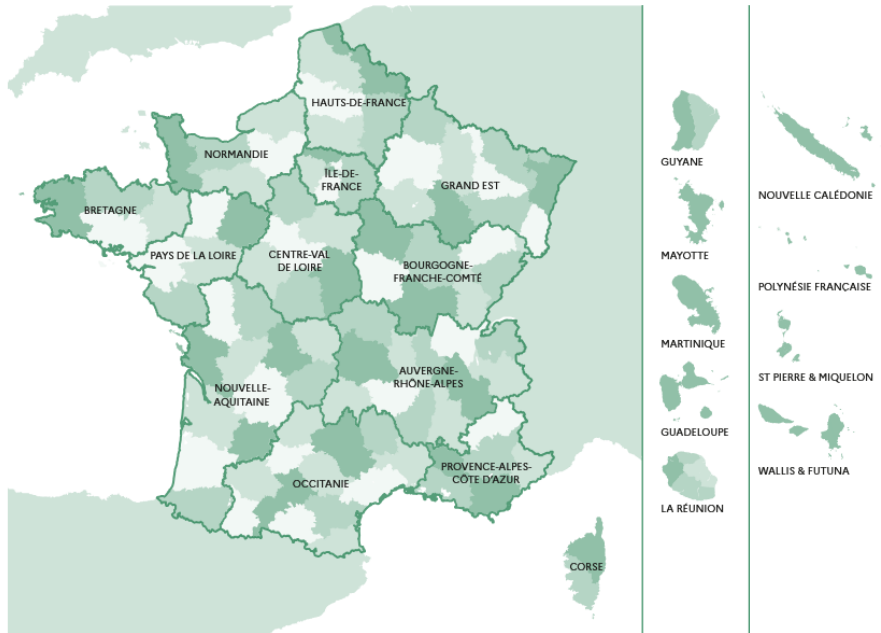 HAUTS-DE-FRANCE
NORMANDIE
ÎLE-DE-
FRANCE
GRAND EST
BRETAGNE
PAYS DE LA LOIRE
CENTRE-VAL
DE LOIRE
BOURGOGNE-
FRANCHE-COMTÉ
NOUVELLE-
AQUITAINE
AUVERGNE-
RHÔNE-ALPES
OCCITANIE
PROVENCE-ALPES-
CÔTE D'AZUR
CORSE
GUYANE
MAYOTTE
MARTINIQUE
GUADELOUPE
LA RÉUNION
NOUVELLE CALÉDONIE
POLYNÉSIE FRANÇAISE
ST PIERRE & MIQUELON
WALLIS & FUTUNA